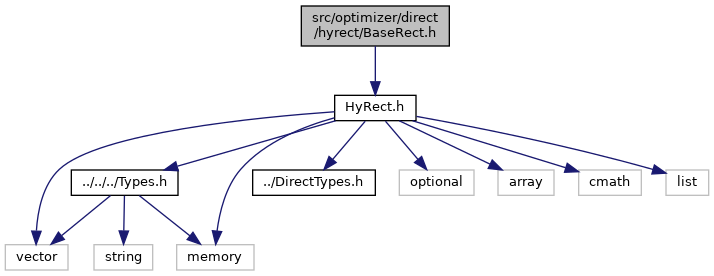 src/optimizer/direct
/hyrect/BaseRect.h
HyRect.h
../../../Types.h
../DirectTypes.h
optional
array
cmath
list
vector
string
memory